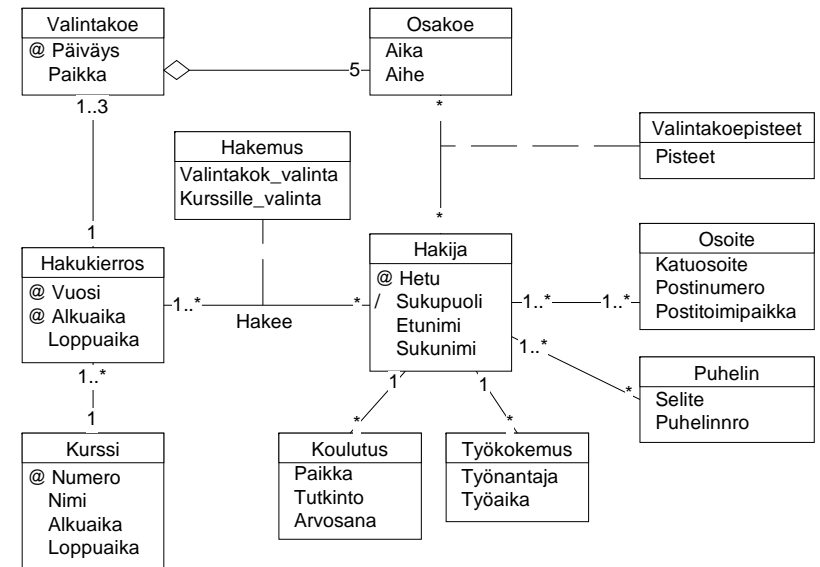 Valintakoe
@ Päiväys
Paikka
Osakoe
Aika
Aihe
5
1..3
*
Valintakoepisteet
Pisteet
Hakemus
Valintakok_valinta
Kurssille_valinta
1
*
Hakukierros
@ Vuosi
@ Alkuaika
Loppuaika
1..*
*
Hakee
Hakija
@ Hetu
/ Sukupuoli
Etunimi
Sukunimi
1..*
1..*
Osoite
Katuosoite
Postinumero
Postitoimipaikka
1..*
*
Puhelin
Selite
Puhelinnro
1..*
1
1
1
*
*
Kurssi
@ Numero
Nimi
Alkuaika
Loppuaika
Koulutus
Paikka
Tutkinto
Arvosana
Työkokemus
Työnantaja
Työaika